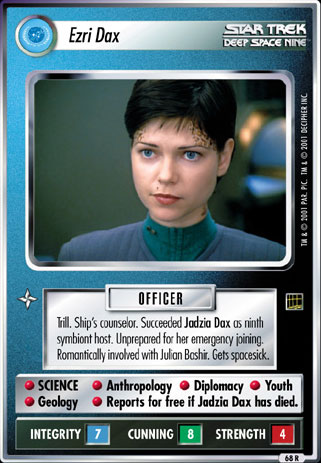 Ezri Dax
STAR TREK
DEEP SPACE NINE
TM & © 2001 PAR. PIC. TM & © 2001 DECIPHER INC.
OFFICER
Trill. Ship's counselor. Succeeded Jadzia Dax as ninth
symbiont host. Unprepared for her emergency joining.
Romantically involved with Julian Bashir. Gets spacesick.
SCIENCE Anthropology Diplomacy Youth
Geology Reports for free if Jadzia Dax has died.
INTEGRITY 7 CUNNING 8 STRENGTH 4
68 R